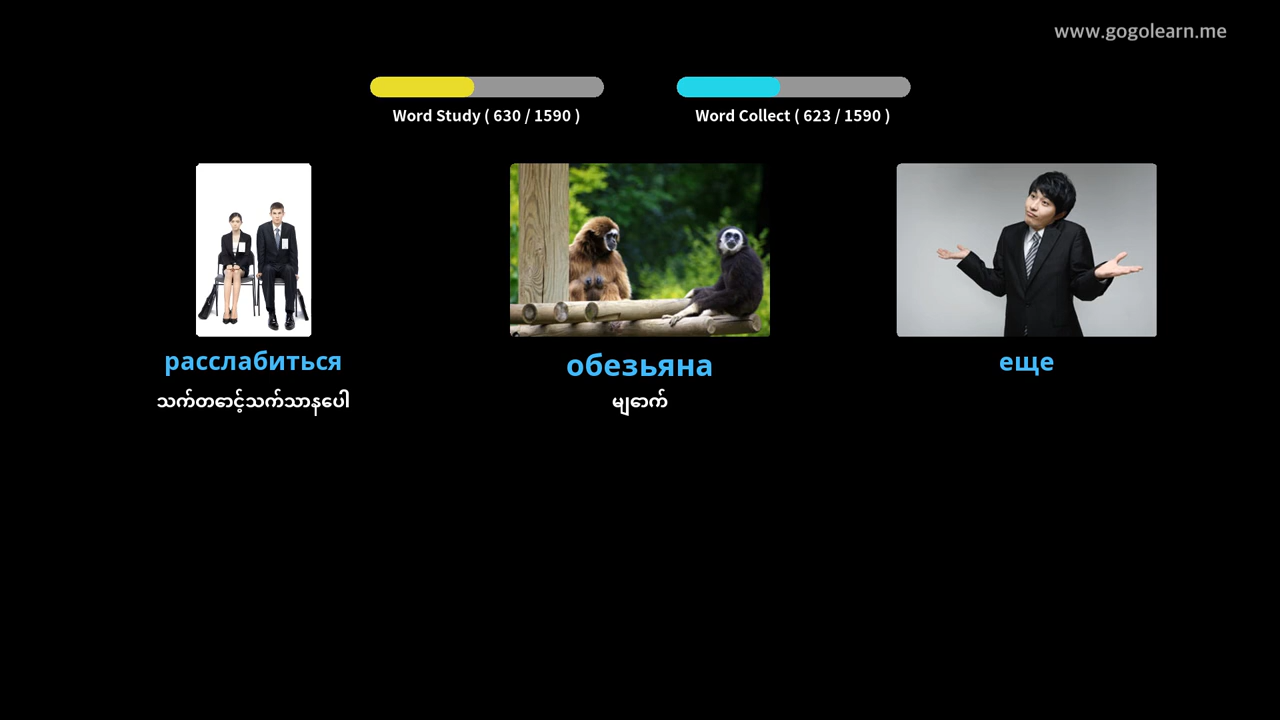 www.gogolearn.me
Word Study ( 630 / 1590 )
Word Collect ( 623 / 1590 )
расслабиться
обезьяна
еще
သက်တောင့်သက်သာနပေါ
မျောက်